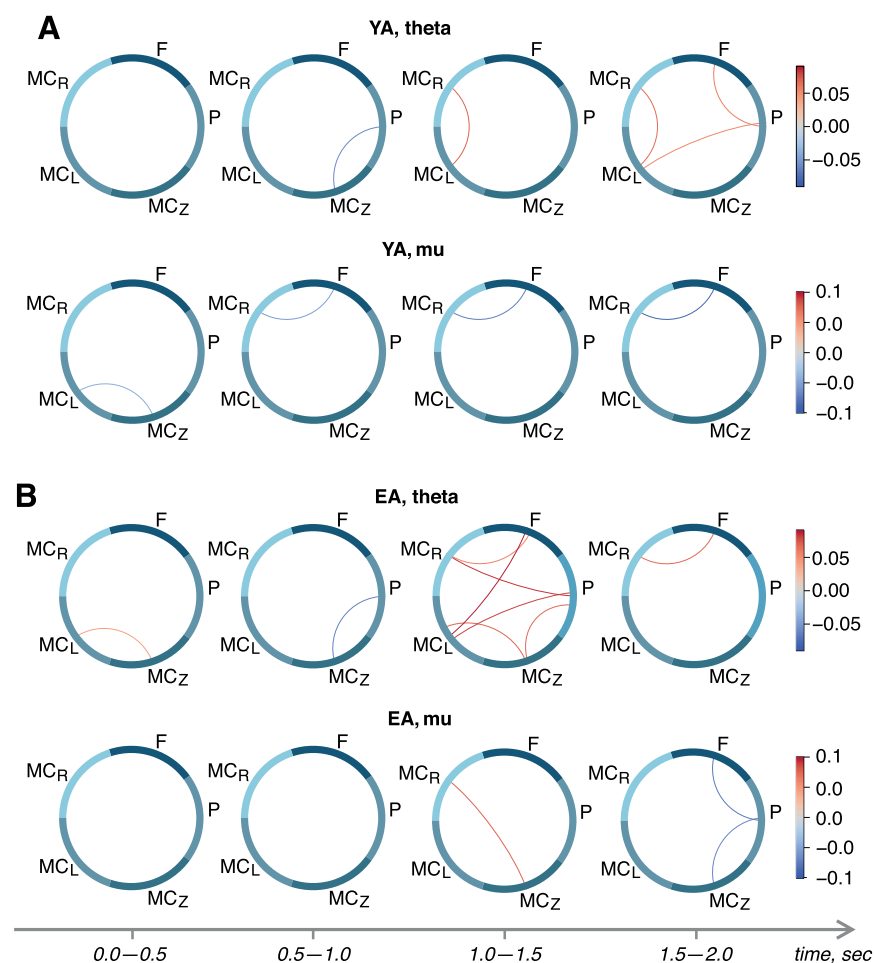 A
YA, theta
F F F F
MCR MCR MCR MCR
P P P P
MCL MCL MCL MCL
MCZ MCZ MCZ MCZ
0.05
0.00
−0.05
YA, mu
F F F F
MCR MCR MCR MCR
P P P P
MCL MCL MCL MCL
MCZ MCZ MCZ MCZ
0.1
0.0
0.0
−0.0
−0.1
B
EA, theta
F F F F
MCR MCR MCR MCR
P P P P
MCL MCL MCL MCL
MCZ MCZ MCZ MCZ
0.05
0.00
−0.05
EA, mu
F F F F
MCR MCR MCR MCR
P P P P
MCL MCL MCL MCL
MCZ MCZ MCZ MCZ
0.1
0.0
0.0
−0.0
−0.1
0.0—0.5 0.5—1.0 1.0—1.5 1.5—2.0 time, sec